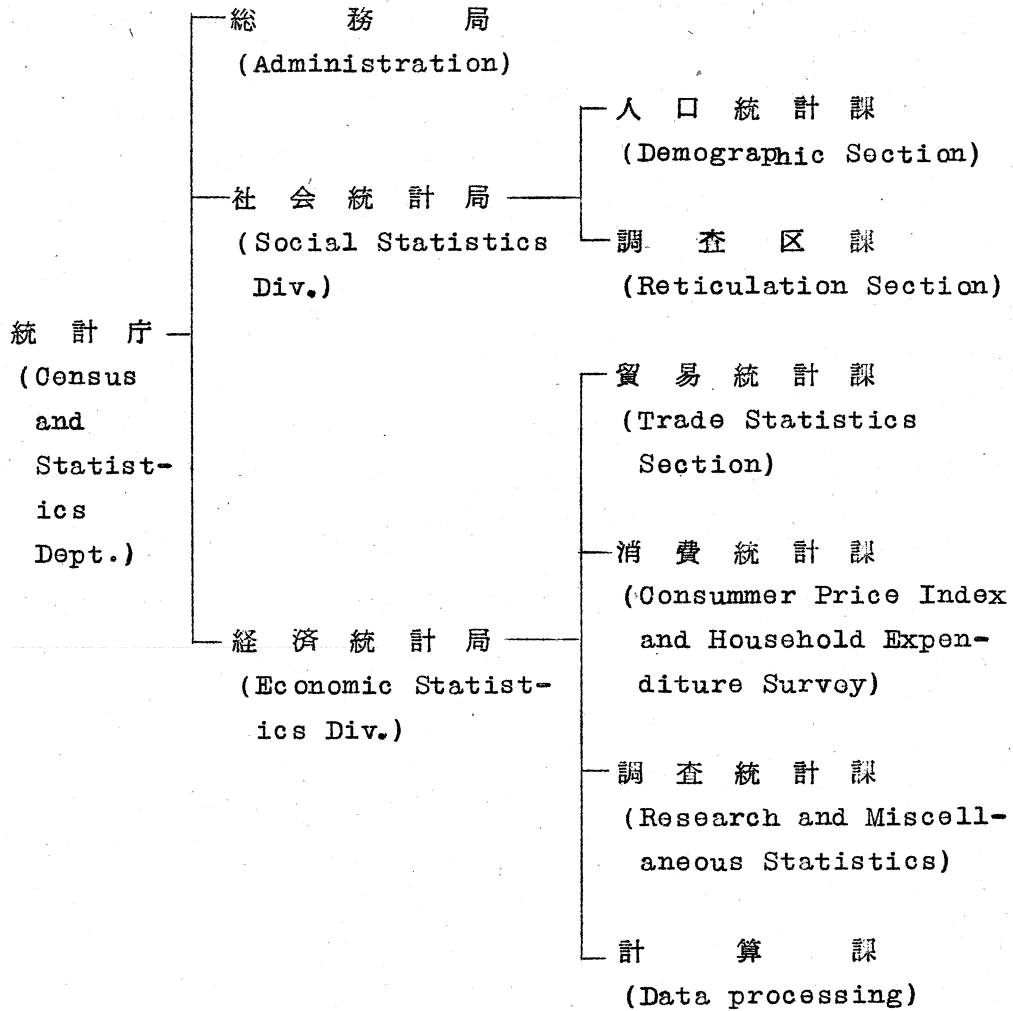 総務局
(Administration)
人口統計課
(Demographic Section)
社会統計局
(Social Statistics
Div.)
調査区課
(Reticulation Section)
統計庁
(Census
and
Statist-
ics
Dept.)
貿易統計課
(Trade Statistics
Section)
消費統計課
(Consummer Price Index
and Household Expen-
diture Survey)
経済統計局
(Economic Statist-
ics Div.)
調査統計課
(Research and Miscell-
aneous Statistics)
計算課
(Data processing)